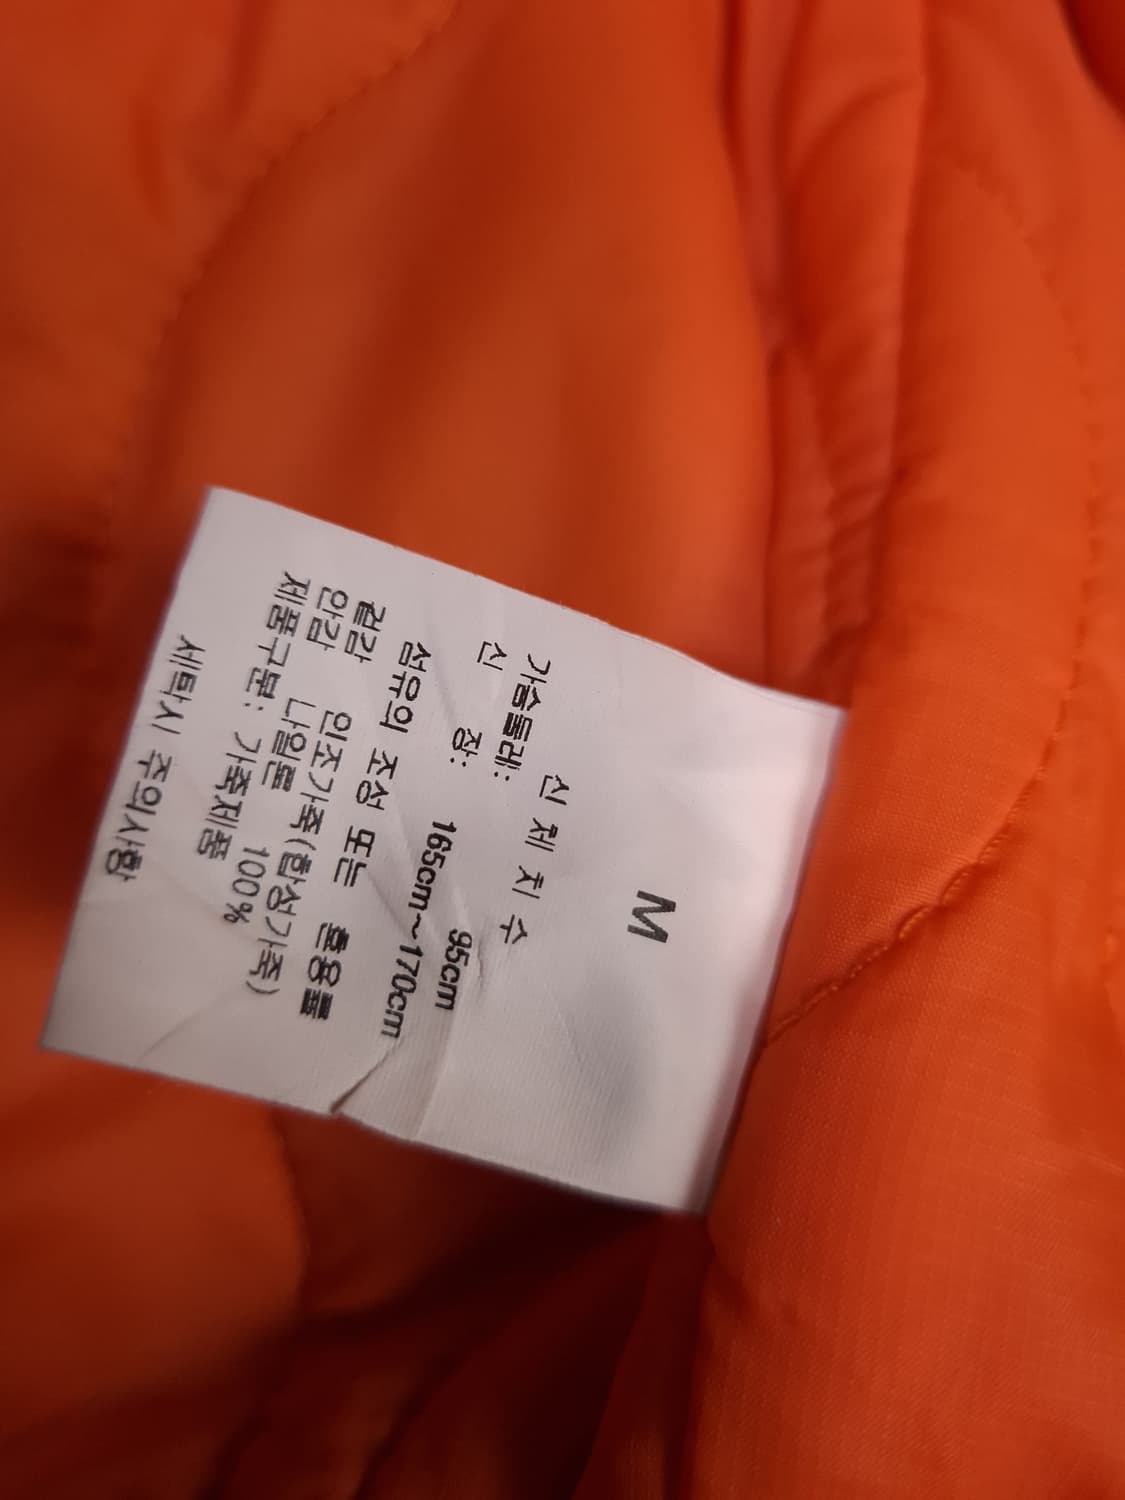 M
신 체 치 수
가슴둘레: 95cm
신 장: 165cm~170cm
섬유의 조성 또는 혼용률
겉감 인조가죽(합성가죽)
안감 나일론 100%
제품구분: 가죽제품
세탁시 주의사항